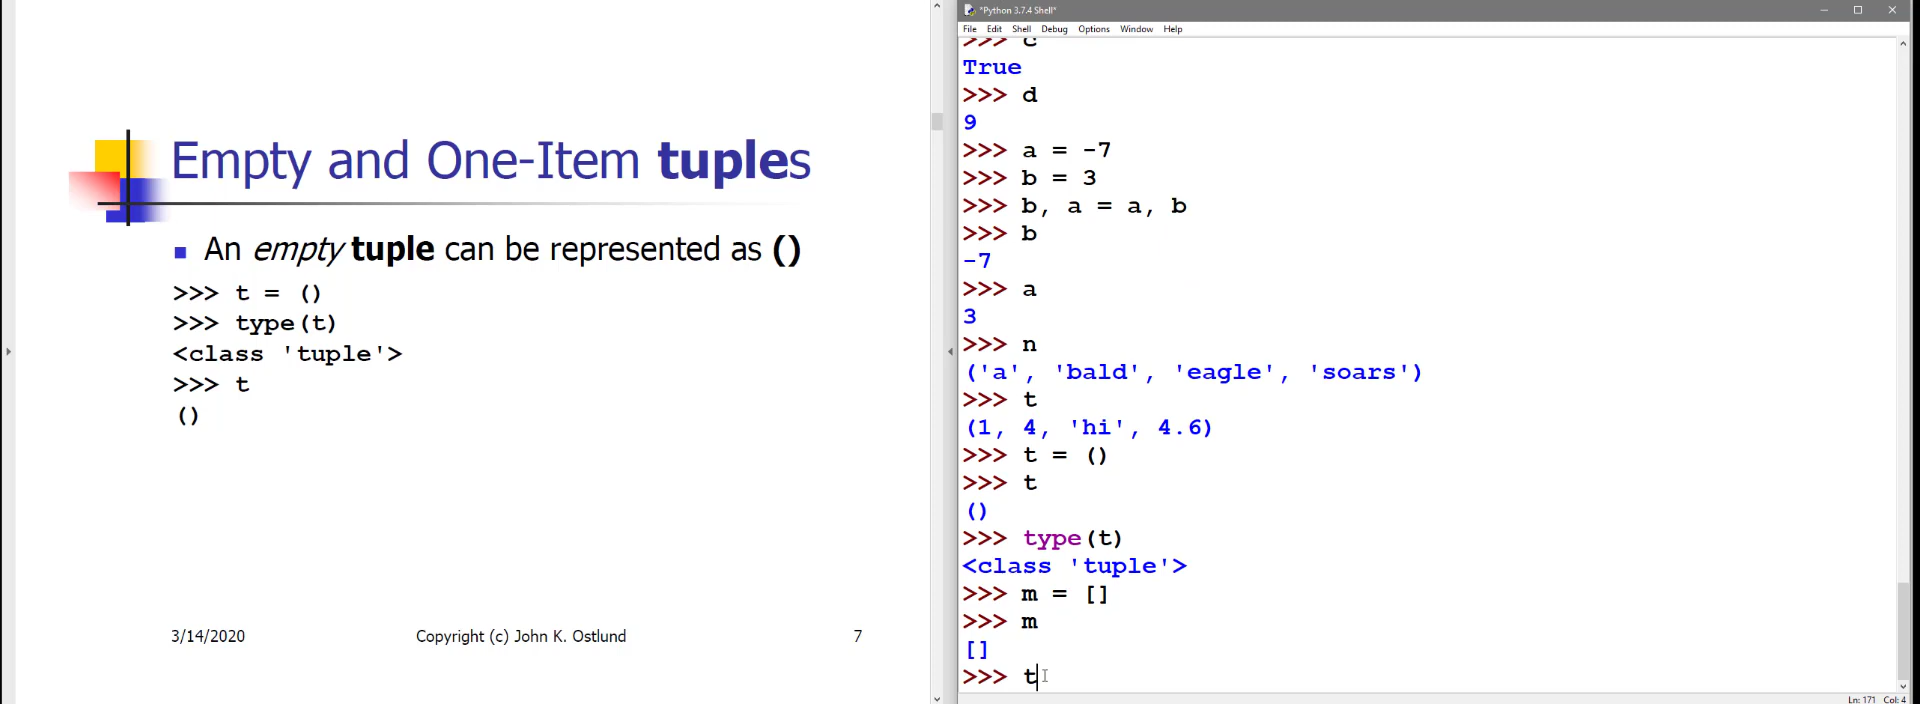 Empty and One-Item tuples
An empty tuple can be represented as ()
>>> t = ()
>>> type(t)
<class 'tuple'>
>>> t
()
3/14/2020
Copyright (c) John K. Ostlund
7
*Python 3.7.4 Shell*
File Edit Shell Debug Options Window Help
>>> c
True
>>> d
9
>>> a = -7
>>> b = 3
>>> b, a = a, b
>>> b
-7
>>> a
3
>>> n
('a', 'bald', 'eagle', 'soars')
>>> t
(1, 4, 'hi', 4.6)
>>> t = ()
>>> t
()
>>> type(t)
<class 'tuple'>
>>> m = []
>>> m
[]
>>> t
Ln: 171 Col: 4